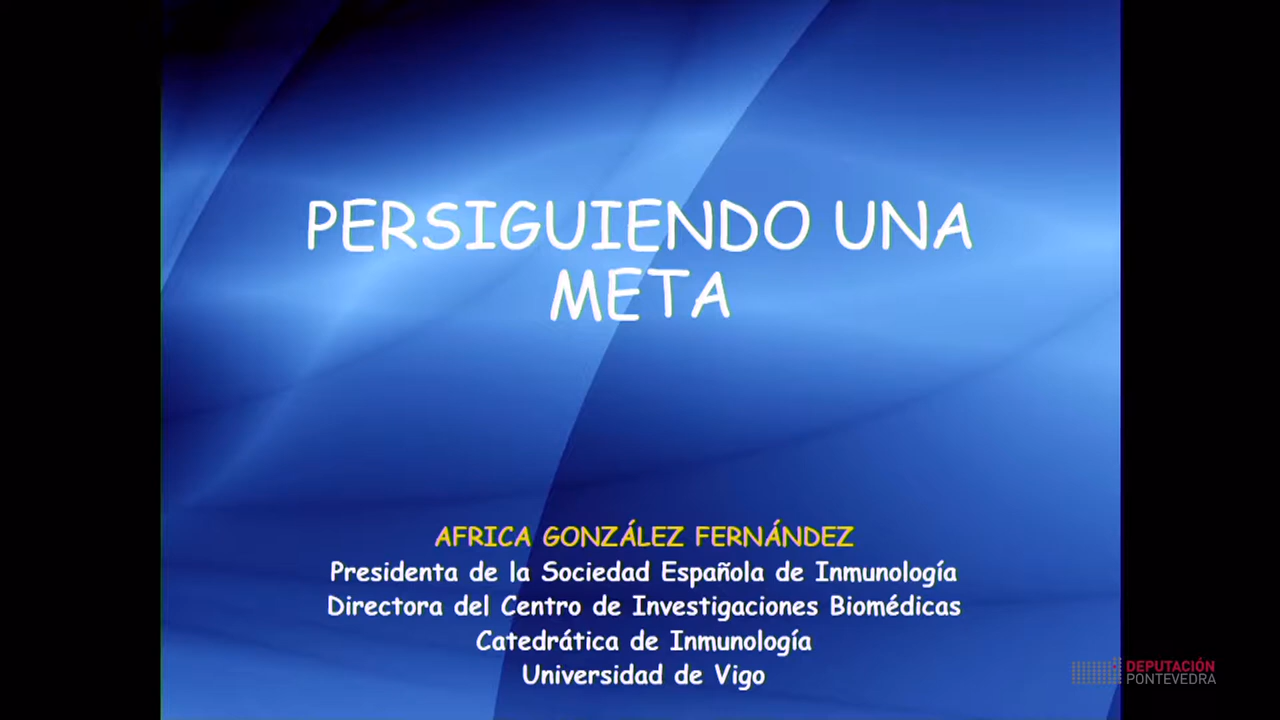 PERSIGUIENDO UNA
META
AFRICA GONZÁLEZ FERNÁNDEZ
Presidenta de la Sociedad Española de Inmunología
Directora del Centro de Investigaciones Biomédicas
Catedrática de Inmunología
Universidad de Vigo
DEPUTACIÓN
PONTEVEDRA